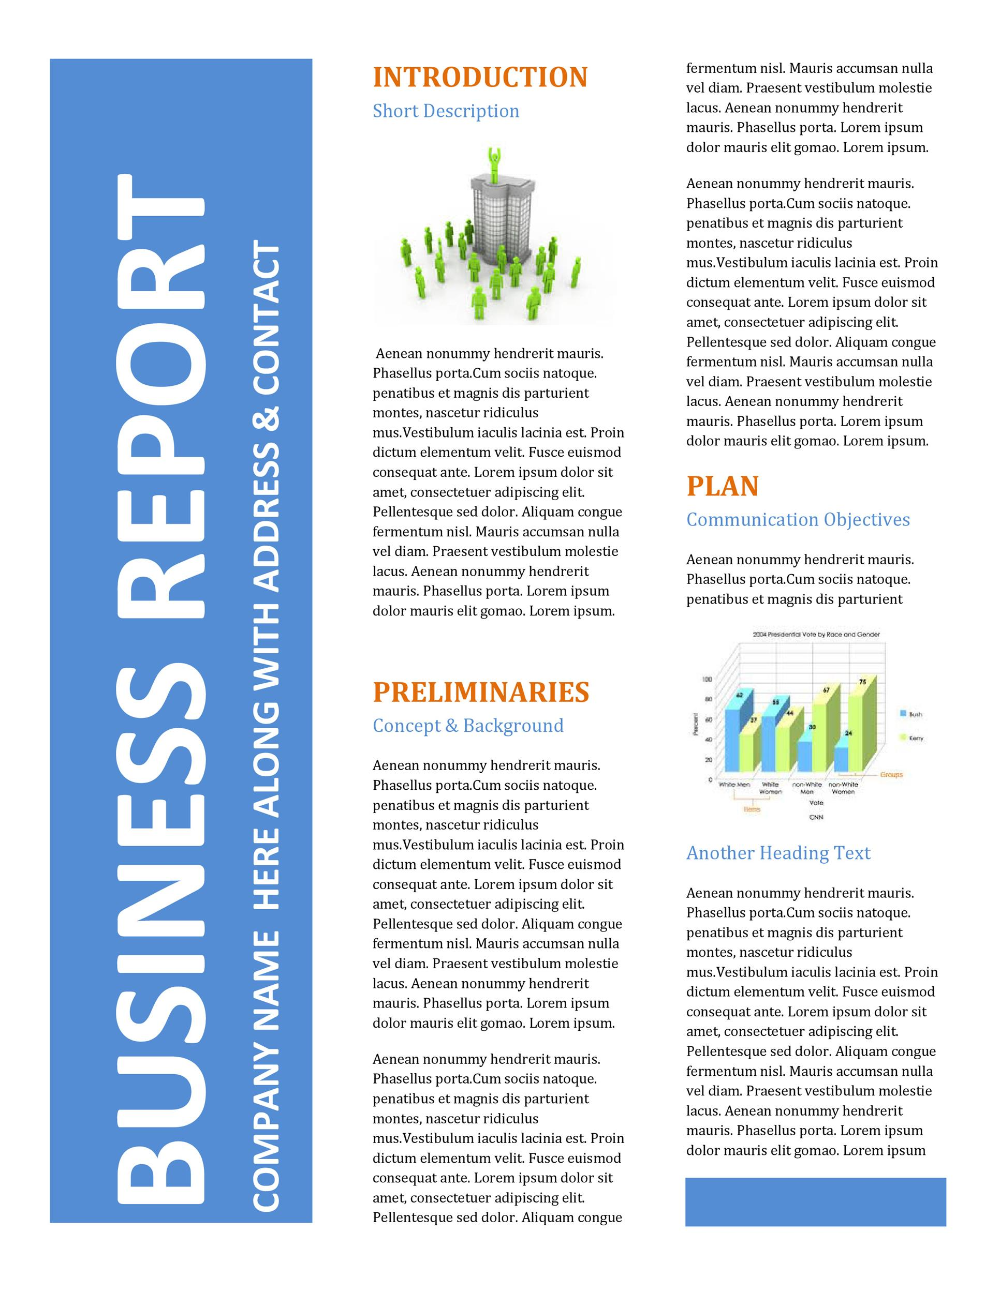 BUSINESS REPORT
COMPANY NAME HERE ALONG WITH ADDRESS & CONTACT
INTRODUCTION
Short Description
Aenean nonummy hendrerit mauris.
Phasellus porta.Cum sociis natoque.
penatibus et magnis dis parturient
montes, nascetur ridiculus
mus.Vestibulum iaculis lacinia est. Proin
dictum elementum velit. Fusce euismod
consequat ante. Lorem ipsum dolor sit
amet, consectetuer adipiscing elit.
Pellentesque sed dolor. Aliquam congue
fermentum nisl. Mauris accumsan nulla
vel diam. Praesent vestibulum molestie
lacus. Aenean nonummy hendrerit
mauris. Phasellus porta. Lorem ipsum
dolor mauris elit gomao. Lorem ipsum.
PRELIMINARIES
Concept & Background
Aenean nonummy hendrerit mauris.
Phasellus porta.Cum sociis natoque.
penatibus et magnis dis parturient
montes, nascetur ridiculus
mus.Vestibulum iaculis lacinia est. Proin
dictum elementum velit. Fusce euismod
consequat ante. Lorem ipsum dolor sit
amet, consectetuer adipiscing elit.
Pellentesque sed dolor. Aliquam congue
fermentum nisl. Mauris accumsan nulla
vel diam. Praesent vestibulum molestie
lacus. Aenean nonummy hendrerit
mauris. Phasellus porta. Lorem ipsum
dolor mauris elit gomao. Lorem ipsum.
Aenean nonummy hendrerit mauris.
Phasellus porta.Cum sociis natoque.
penatibus et magnis dis parturient
montes, nascetur ridiculus
mus.Vestibulum iaculis lacinia est. Proin
dictum elementum velit. Fusce euismod
consequat ante. Lorem ipsum dolor sit
amet, consectetuer adipiscing elit.
Pellentesque sed dolor. Aliquam congue
fermentum nisl. Mauris accumsan nulla
vel diam. Praesent vestibulum molestie
lacus. Aenean nonummy hendrerit
mauris. Phasellus porta. Lorem ipsum
dolor mauris elit gomao. Lorem ipsum.
Aenean nonummy hendrerit mauris.
Phasellus porta.Cum sociis natoque.
penatibus et magnis dis parturient
montes, nascetur ridiculus
mus.Vestibulum iaculis lacinia est. Proin
dictum elementum velit. Fusce euismod
consequat ante. Lorem ipsum dolor sit
amet, consectetuer adipiscing elit.
Pellentesque sed dolor. Aliquam congue
fermentum nisl. Mauris accumsan nulla
vel diam. Praesent vestibulum molestie
lacus. Aenean nonummy hendrerit
mauris. Phasellus porta. Lorem ipsum
dolor mauris elit gomao. Lorem ipsum.
PLAN
Communication Objectives
Aenean nonummy hendrerit mauris.
Phasellus porta.Cum sociis natoque.
penatibus et magnis dis parturient
2004 Presidential Vote by Race and Gender
Percent
100
80
60
40
20
0
62 27 55 44 30 67 24 75
Bush
Kerry
White Men White Women non-White Men non-White Women
Groups
Vote
CNN
Another Heading Text
Aenean nonummy hendrerit mauris.
Phasellus porta.Cum sociis natoque.
penatibus et magnis dis parturient
montes, nascetur ridiculus
mus.Vestibulum iaculis lacinia est. Proin
dictum elementum velit. Fusce euismod
consequat ante. Lorem ipsum dolor sit
amet, consectetuer adipiscing elit.
Pellentesque sed dolor. Aliquam congue
fermentum nisl. Mauris accumsan nulla
vel diam. Praesent vestibulum molestie
lacus. Aenean nonummy hendrerit
mauris. Phasellus porta. Lorem ipsum
dolor mauris elit gomao. Lorem ipsum